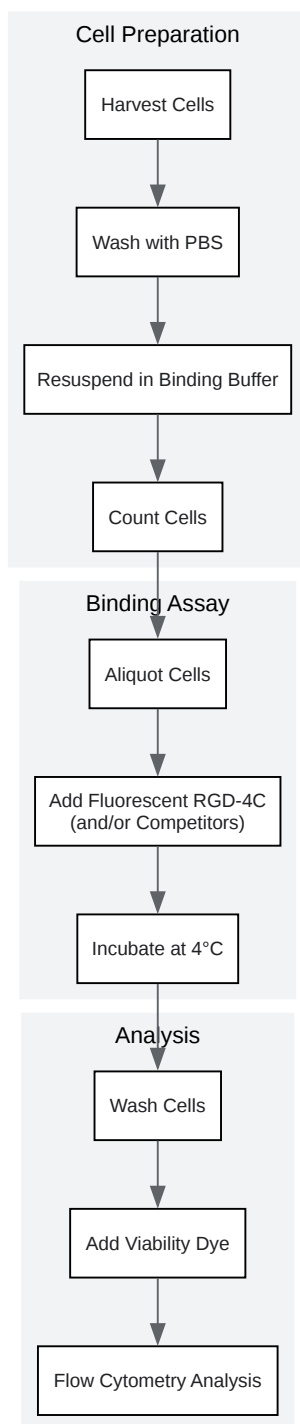 Cell Preparation
Harvest Cells
Wash with PBS
Resuspend in Binding Buffer
Count Cells
Binding Assay
Aliquot Cells
Add Fluorescent RGD-4C
(and/or Competitors)
Incubate at 4°C
Analysis
Wash Cells
Add Viability Dye
Flow Cytometry Analysis